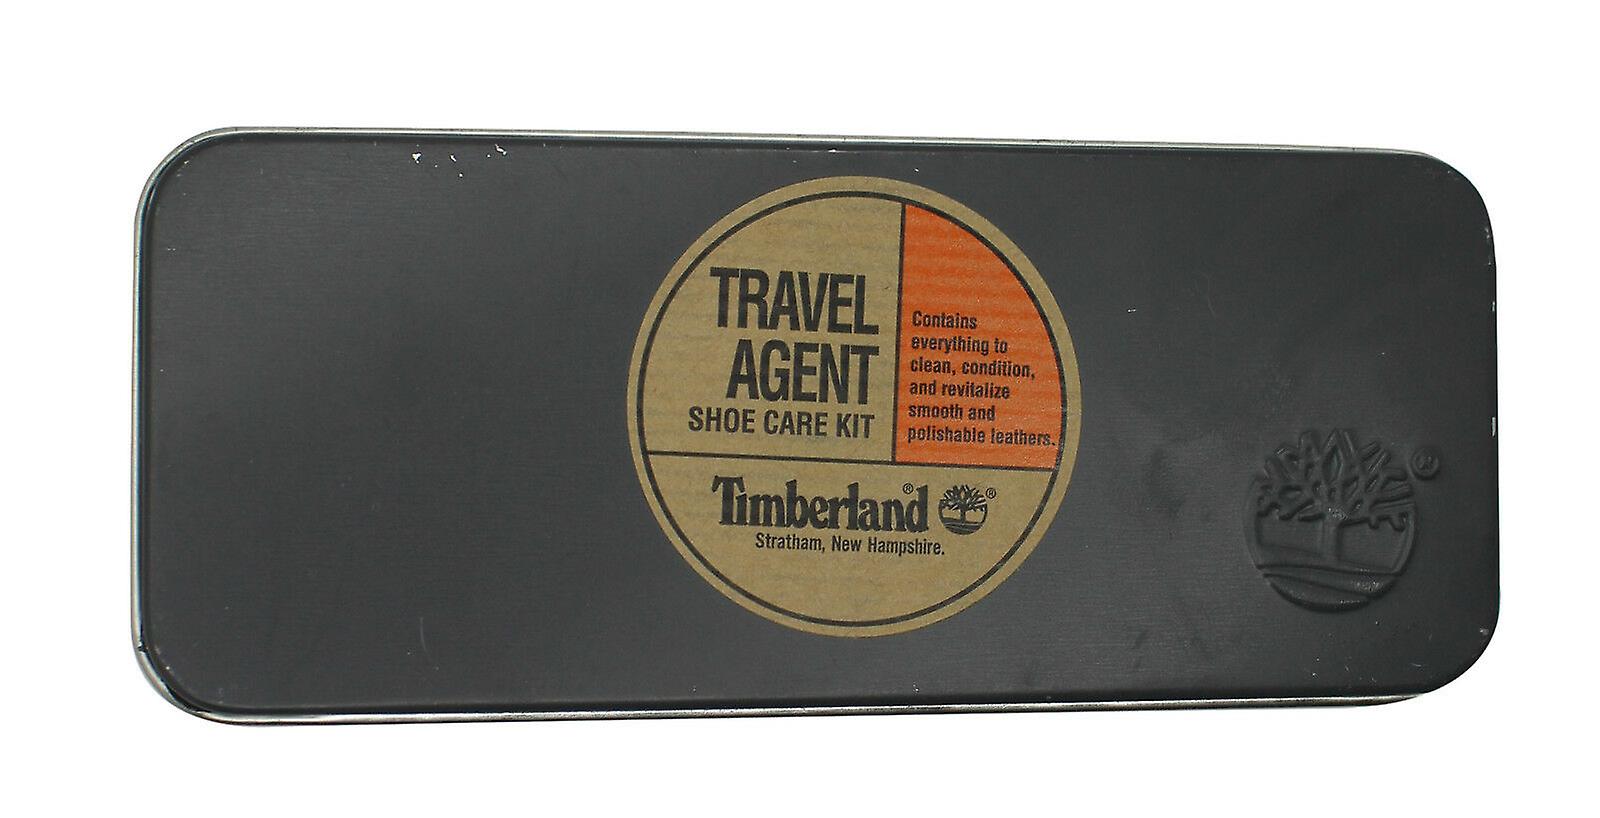 TRAVEL
AGENT
SHOE CARE KIT
Contains
everything to
clean, condition,
and revitalize
smooth and
polishable leathers.
Timberland® ®
Stratham, New Hampshire.
®